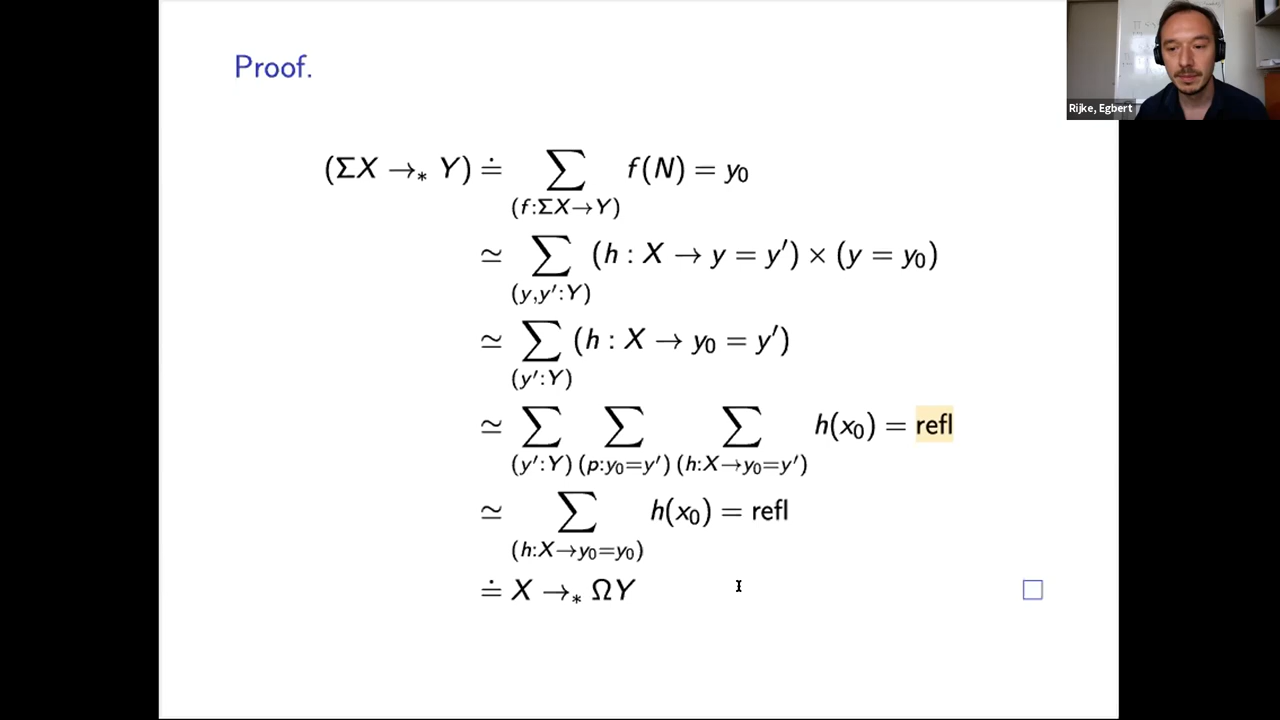 Proof.
Rijke, Egbert
(ΣX →∗ Y) ≐ ∑ f(N) = y₀
(f:ΣX→Y)
≃ ∑ (h : X → y = y′) × (y = y₀)
(y,y′:Y)
≃ ∑ (h : X → y₀ = y′)
(y′:Y)
≃ ∑ ∑ ∑ h(x₀) = refl
(y′:Y) (p:y₀=y′) (h:X→y₀=y′)
≃ ∑ h(x₀) = refl
(h:X→y₀=y₀)
≐ X →∗ ΩY □